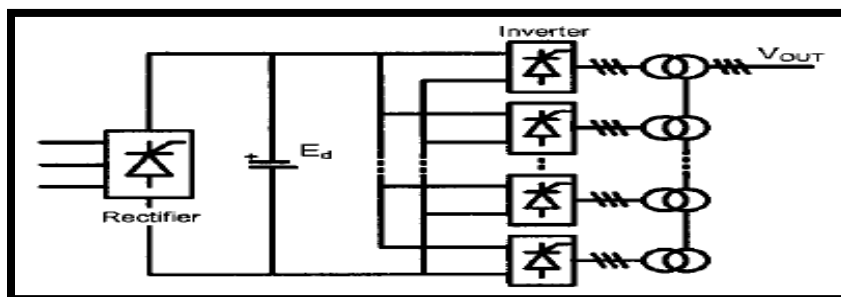 Inverter
VOUT
+
Ed
Rectifier